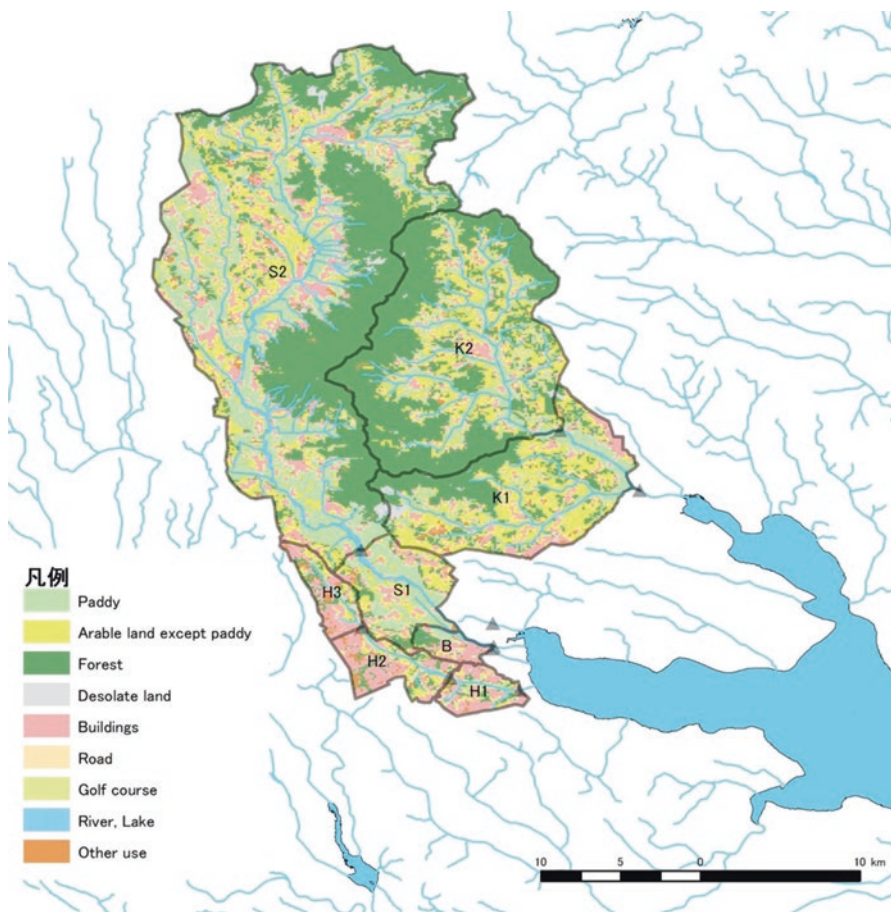 S2
K2
K1
S1
H3
B
H2
H1
凡例
Paddy
Arable land except paddy
Forest
Desolate land
Buildings
Road
Golf course
River, Lake
Other use
10 5 0 10 km